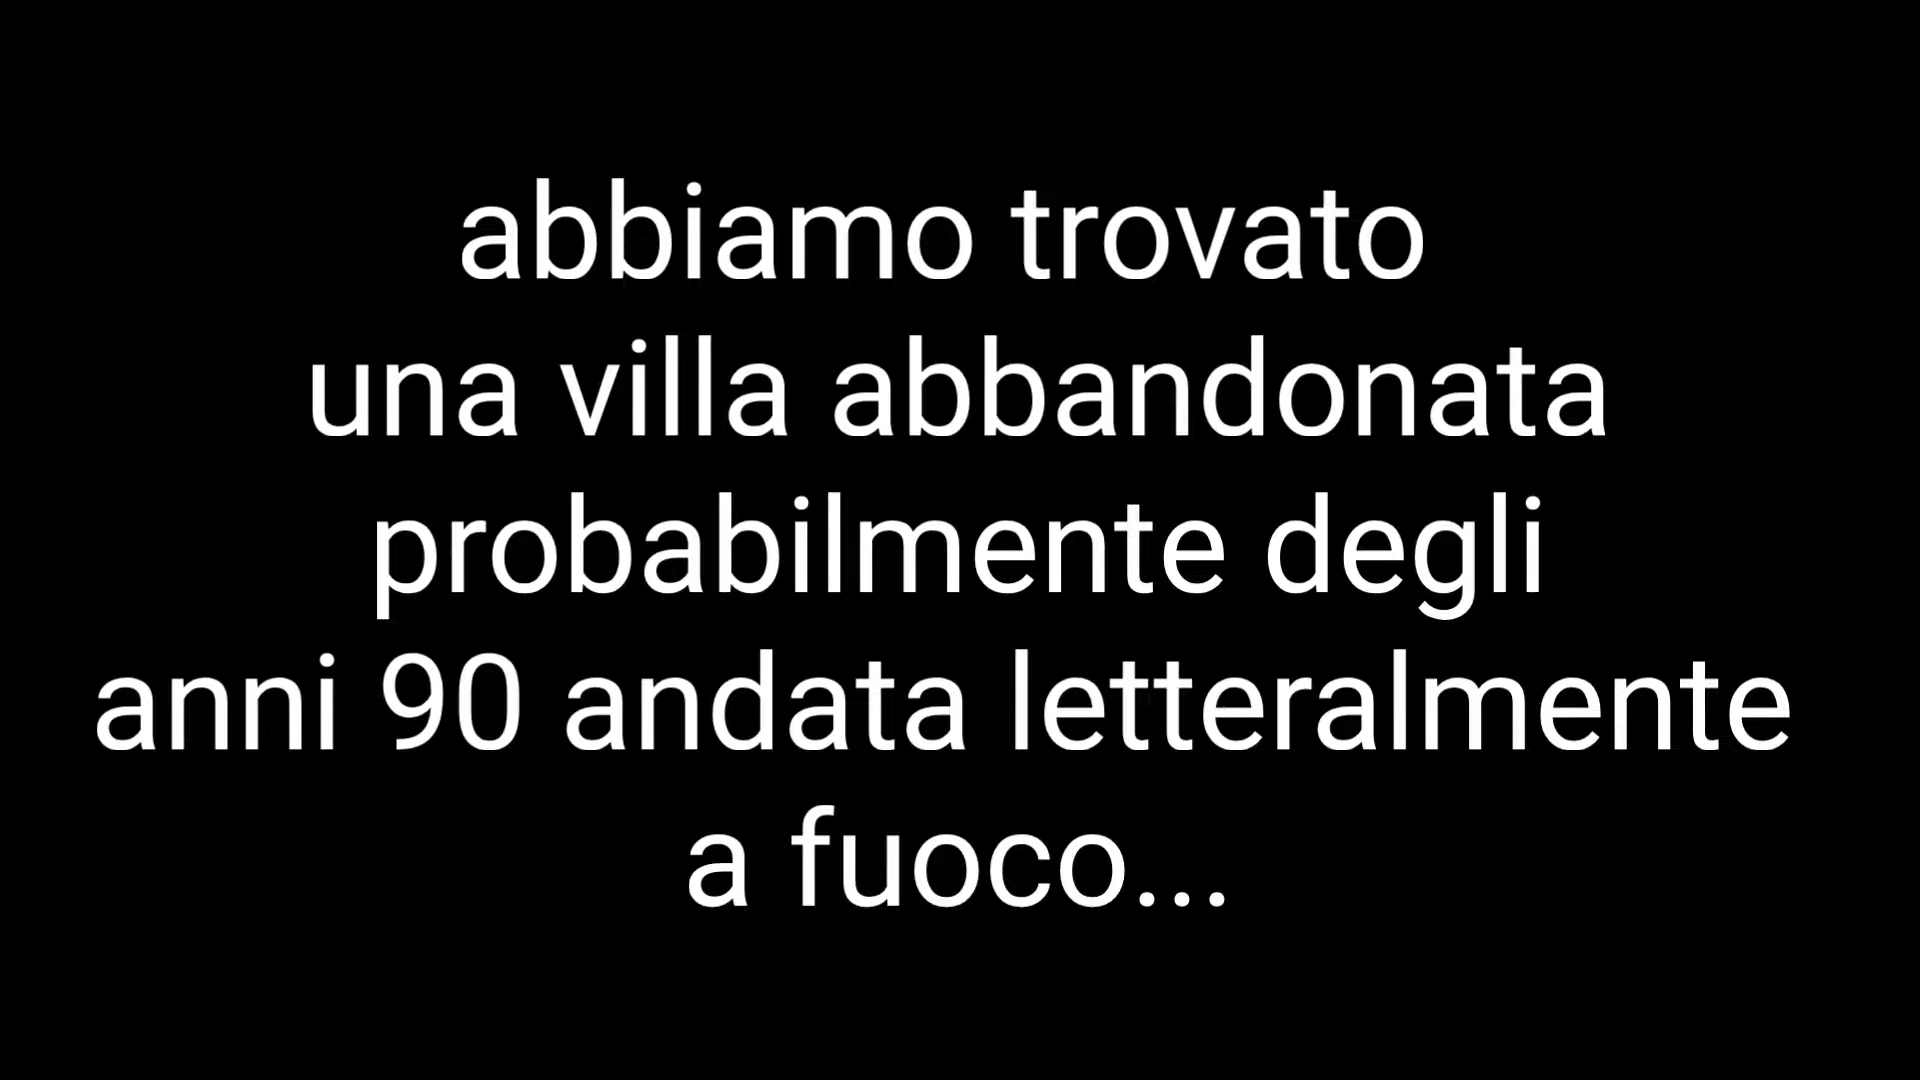 abbiamo trovato
una villa abbandonata
probabilmente degli
anni 90 andata letteralmente
a fuoco...